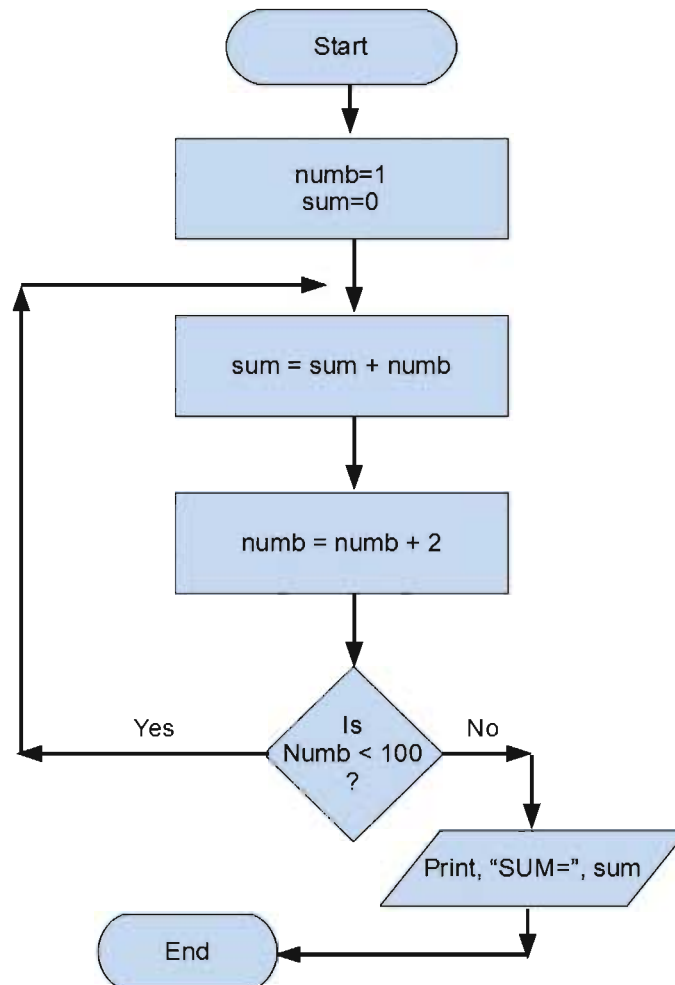 Start
numb=1
sum=0
sum = sum + numb
numb = numb + 2
Is
Numb < 100
?
Yes
No
Print, “SUM=”, sum
End